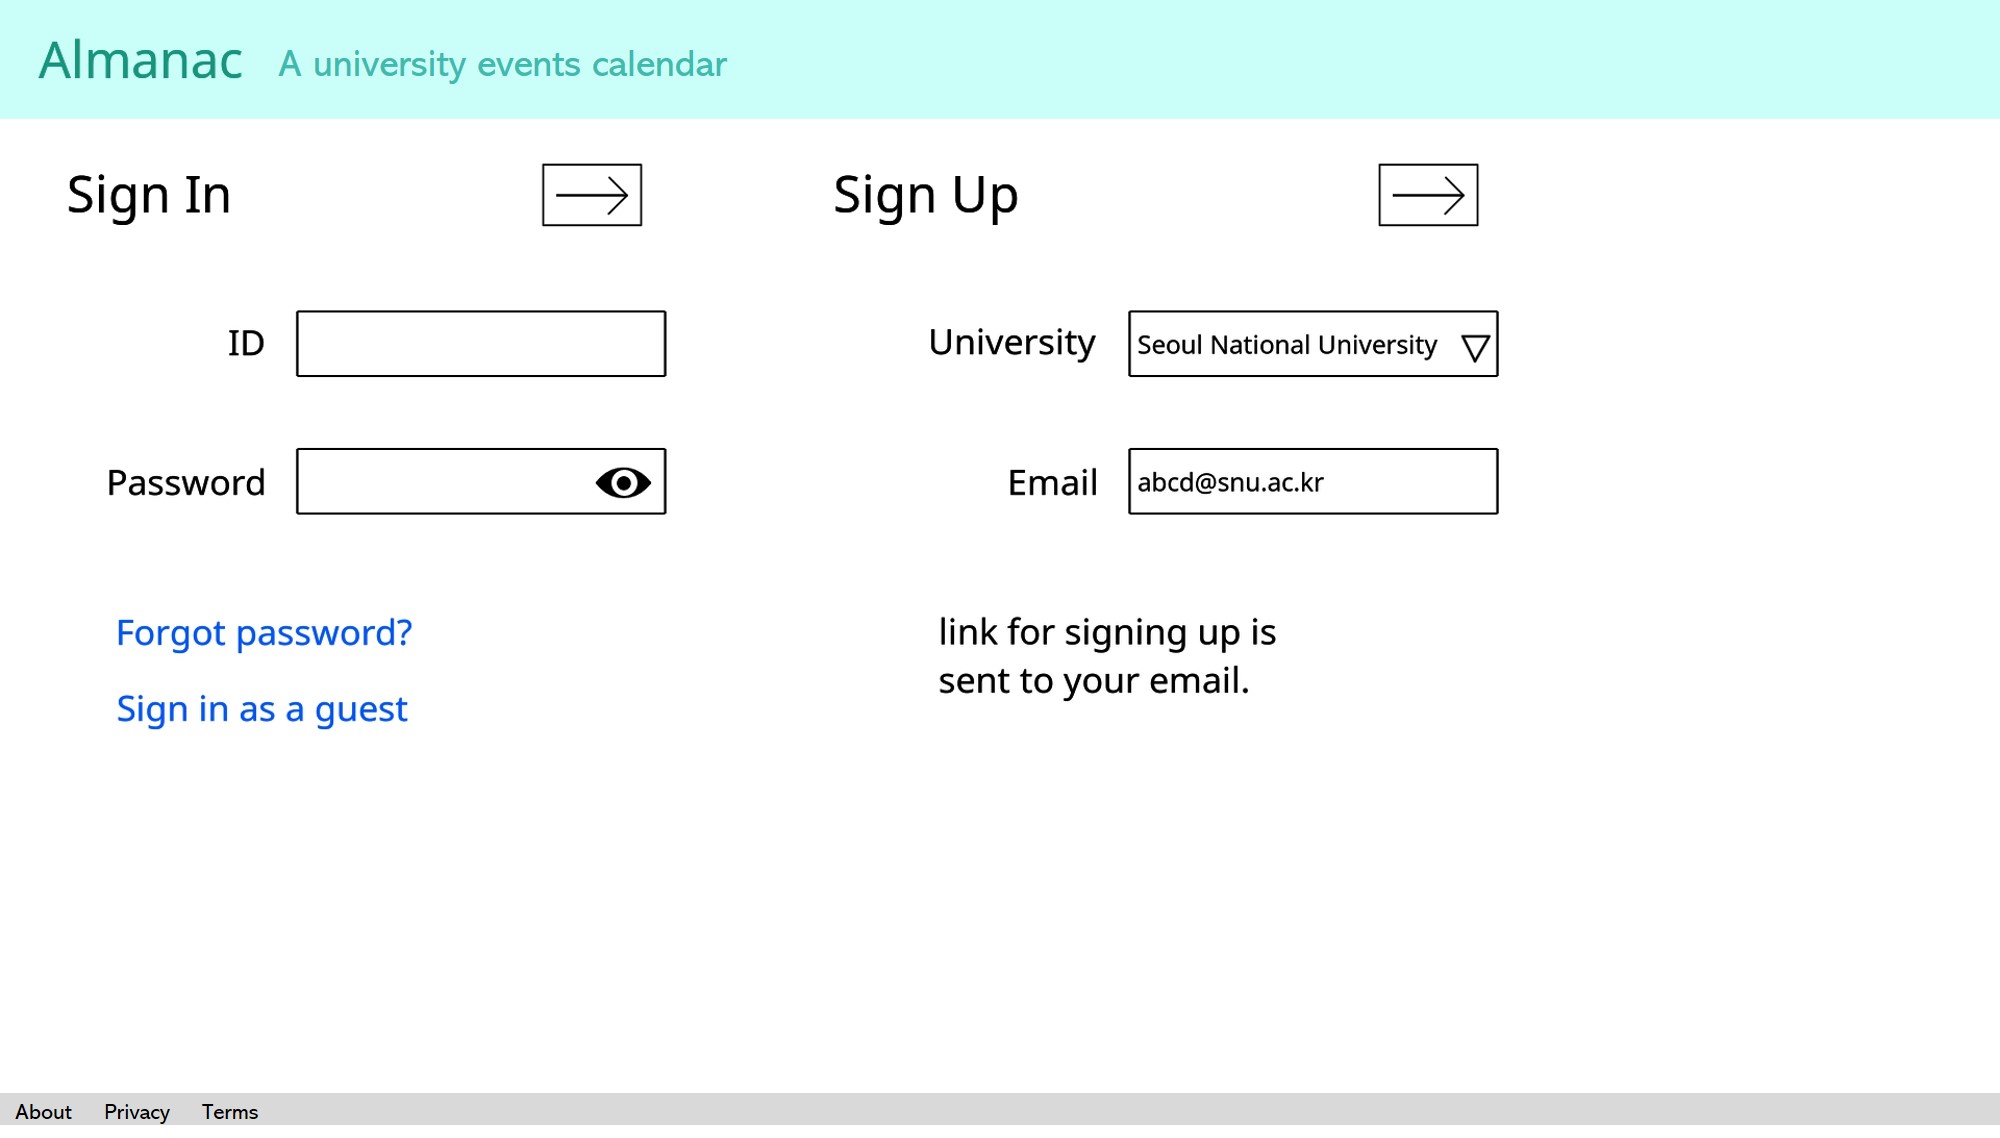 Almanac A university events calendar
Sign In
ID
Password
Forgot password?
Sign in as a guest
Sign Up
University Seoul National University
Email abcd@snu.ac.kr
link for signing up is
sent to your email.
About Privacy Terms